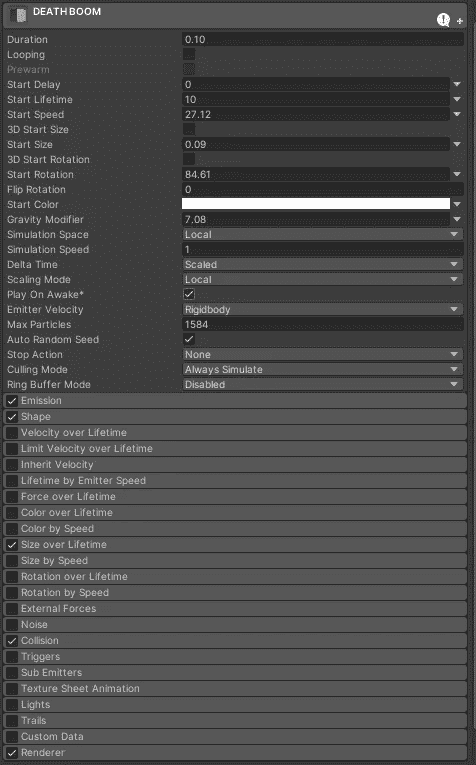 DEATH BOOM
Duration 0.10
Looping
Prewarm
Start Delay 0
Start Lifetime 10
Start Speed 27.12
3D Start Size
Start Size 0.09
3D Start Rotation
Start Rotation 84.61
Flip Rotation 0
Start Color
Gravity Modifier 7.08
Simulation Space Local
Simulation Speed 1
Delta Time Scaled
Scaling Mode Local
Play On Awake*
Emitter Velocity Rigidbody
Max Particles 1584
Auto Random Seed
Stop Action None
Culling Mode Always Simulate
Ring Buffer Mode Disabled
Emission
Shape
Velocity over Lifetime
Limit Velocity over Lifetime
Inherit Velocity
Lifetime by Emitter Speed
Force over Lifetime
Color over Lifetime
Color by Speed
Size over Lifetime
Size by Speed
Rotation over Lifetime
Rotation by Speed
External Forces
Noise
Collision
Triggers
Sub Emitters
Texture Sheet Animation
Lights
Trails
Custom Data
Renderer